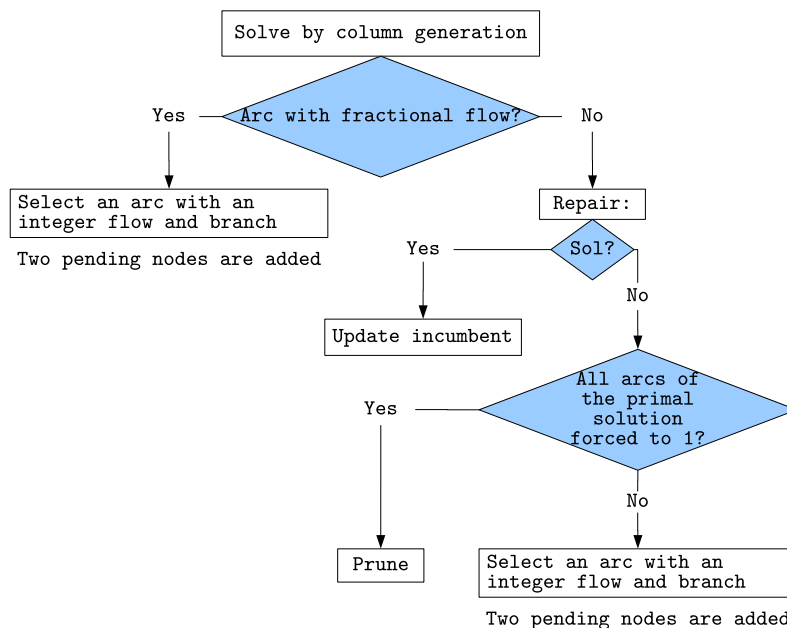 Solve by column generation
Arc with fractional flow?
Yes
No
Select an arc with an
integer flow and branch
Two pending nodes are added
Repair:
Sol?
Yes
No
Update incumbent
All arcs of
the primal
solution
forced to 1?
Yes
No
Prune
Select an arc with an
integer flow and branch
Two pending nodes are added